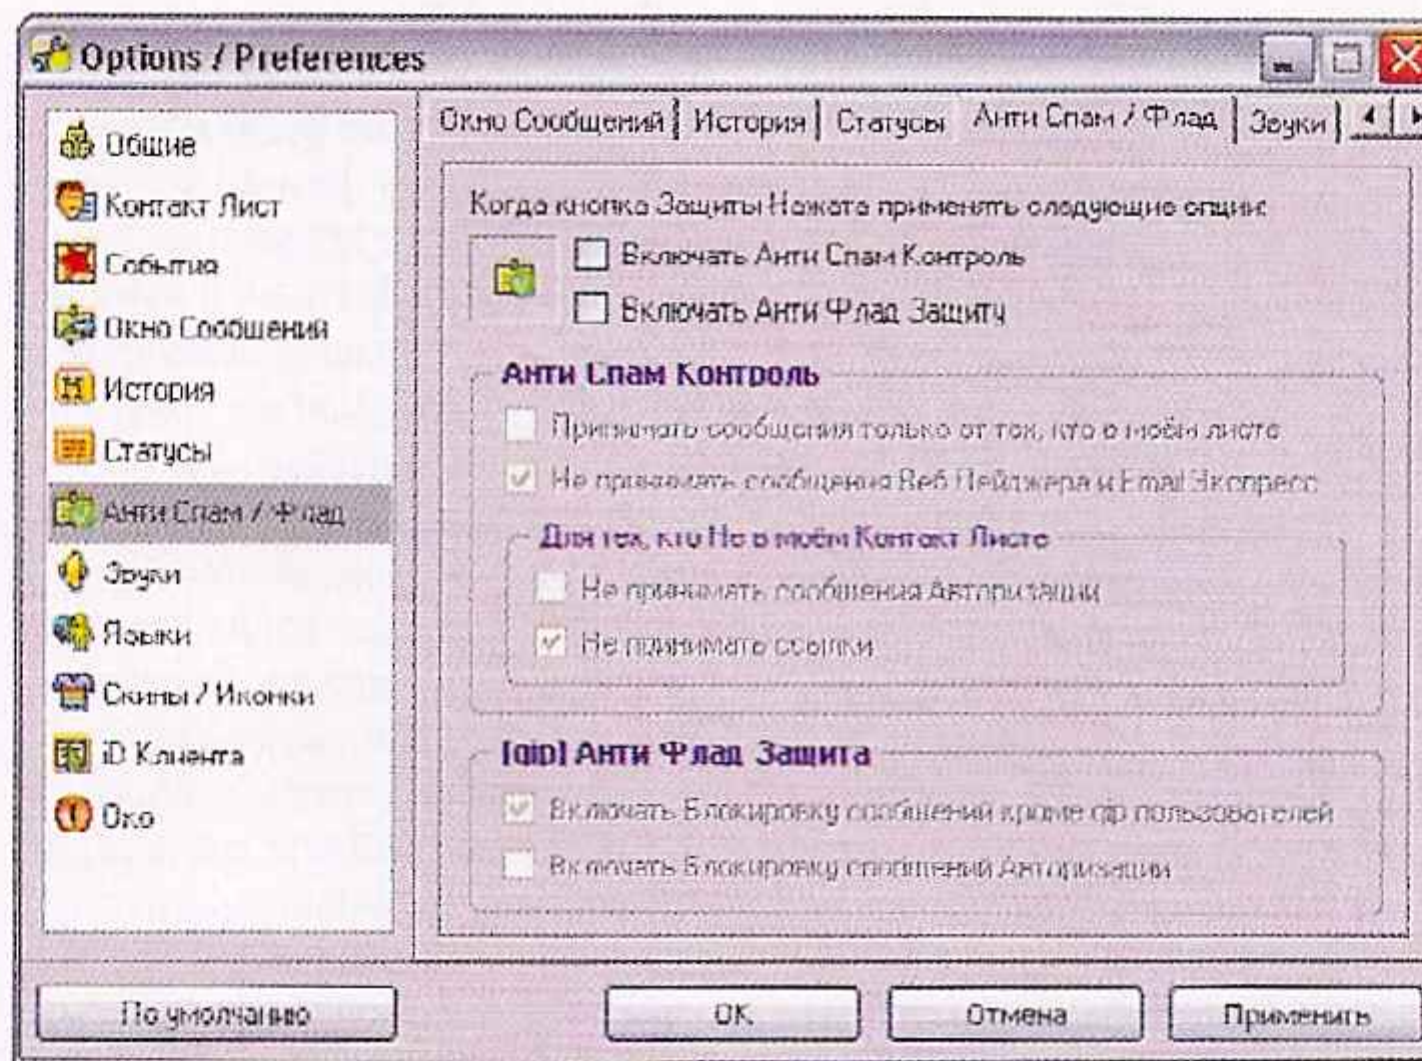 Options / Preferences
Общие
Контакт Лист
События
Окно Сообщений
История
Статусы
Анти Спам / Флад
Звуки
Языки
Скины / Иконки
iD Клиента
Око
Окно Сообщений | История | Статусы Анти Спам / Флад | Звуки
Когда кнопка Защиты Нажата применять следующие опции:
Включать Анти Спам Контроль
Включать Анти Флад Защиту
Анти Спам Контроль
Принимать сообщения только от тех, кто в моём листе
Не принимать сообщения Веб Пейджера и Email Экспресс
Для тех, кто Не в моём Контакт Листе
Не принимать сообщения Авторизации
Не принимать ссылки
[qip] Анти Флад Защита
Включать Блокировку сообщений кроме qip пользователей
Включать Блокировку сообщений Авторизации
По умолчанию
OK
Отмена
Применить